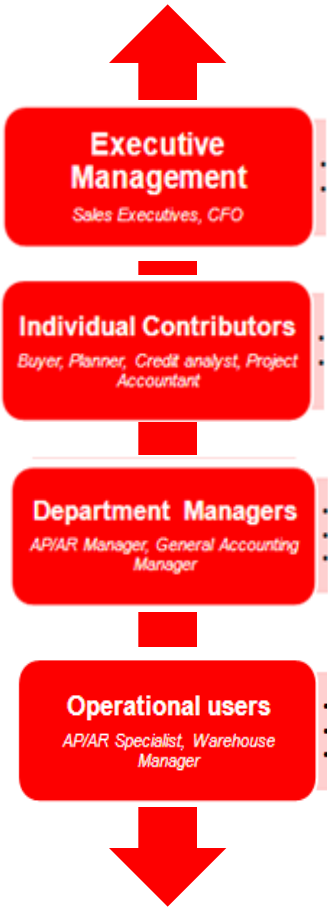 Executive
Management
Sales Executives, CFO
Individual Contributors
Buyer, Planner, Credit analyst, Project
Accountant
Department Managers
AP/AR Manager, General Accounting
Manager
Operational users
AP/AR Specialist, Warehouse
Manager